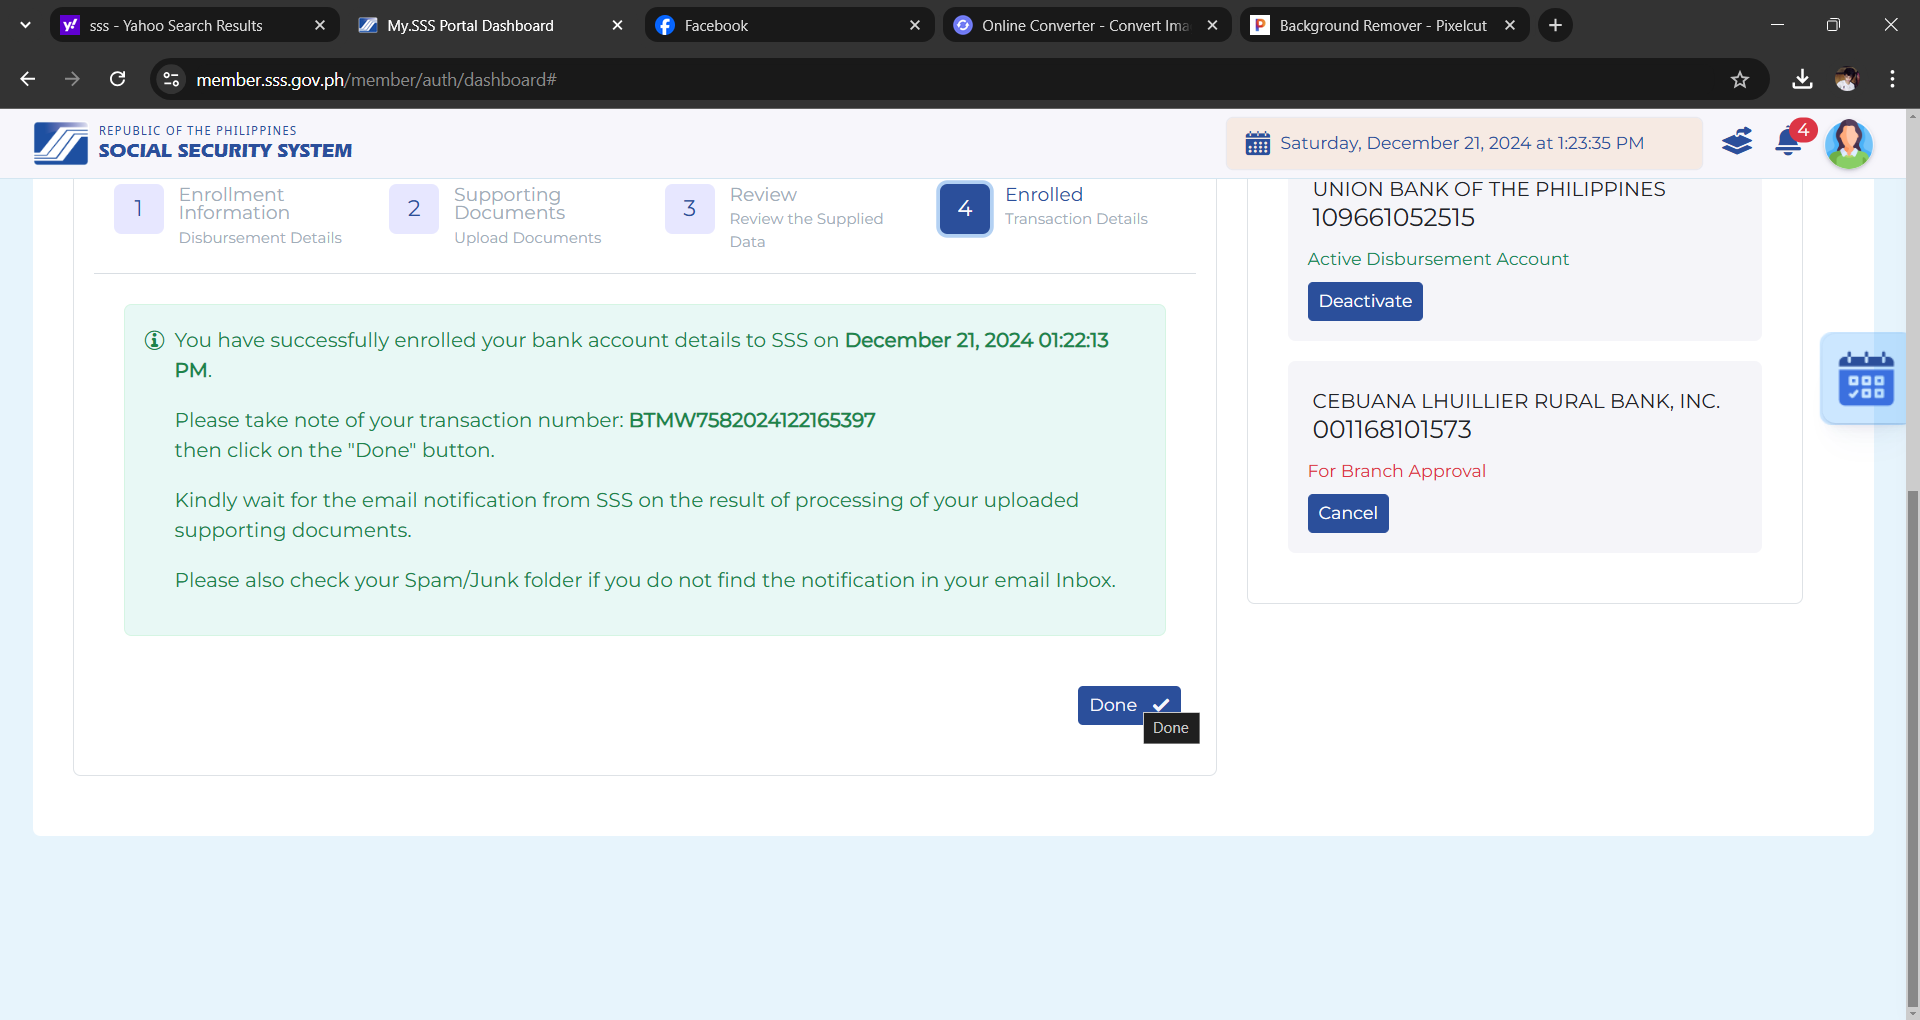 sss - Yahoo Search Results
My.SSS Portal Dashboard
Facebook
Online Converter - Convert Ima
Background Remover - Pixelcut
member.sss.gov.ph/member/auth/dashboard#
REPUBLIC OF THE PHILIPPINES
SOCIAL SECURITY SYSTEM
Saturday, December 21, 2024 at 1:23:35 PM
4
1
Enrollment
Information
Disbursement Details
2
Supporting
Documents
Upload Documents
3
Review
Review the Supplied
Data
4
Enrolled
Transaction Details
You have successfully enrolled your bank account details to SSS on December 21, 2024 01:22:13
PM.
Please take note of your transaction number: BTMW7582024122165397
then click on the "Done" button.
Kindly wait for the email notification from SSS on the result of processing of your uploaded
supporting documents.
Please also check your Spam/Junk folder if you do not find the notification in your email Inbox.
Done
Done
UNION BANK OF THE PHILIPPINES
109661052515
Active Disbursement Account
Deactivate
CEBUANA LHUILLIER RURAL BANK, INC.
001168101573
For Branch Approval
Cancel